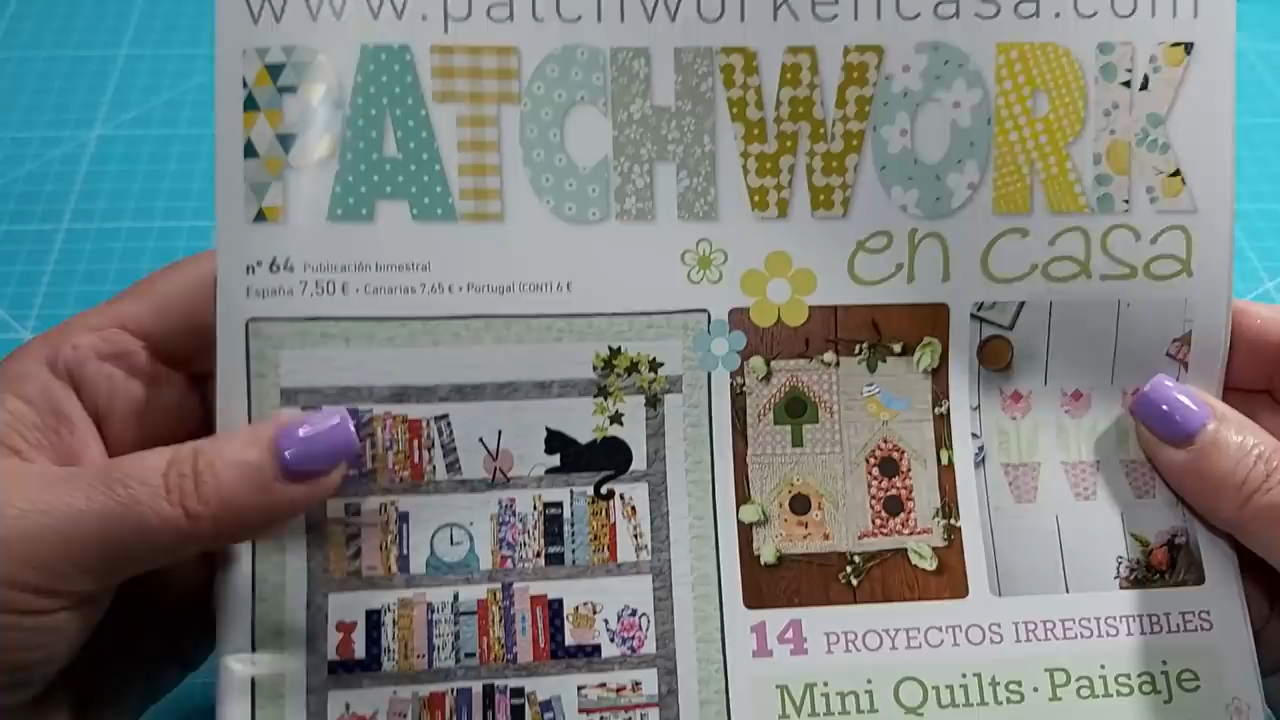 www.patchworkencasa.com
PATCHWORK
en casa
nº 64 Publicación bimestral
España 7,50 € • Canarias 7,65 € • Portugal (CONT) 6 €
14 PROYECTOS IRRESISTIBLES
Mini Quilts · Paisaje